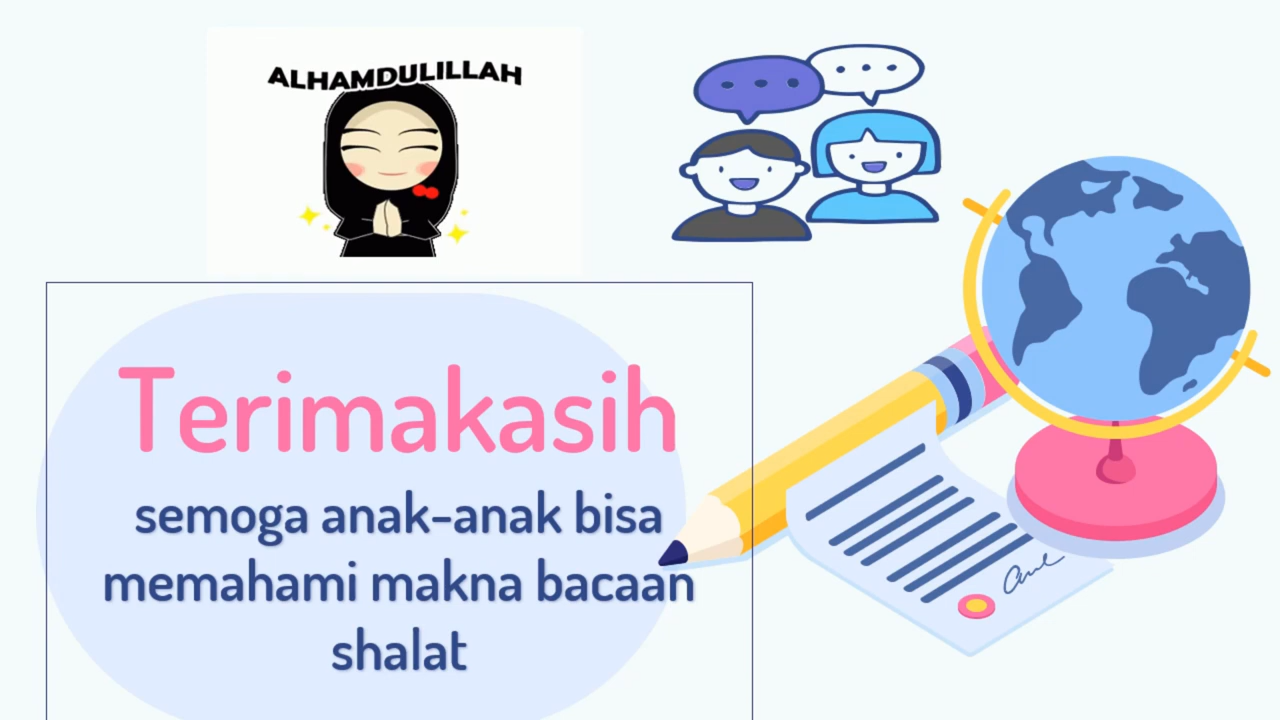 ALHAMDULILLAH
Terimakasih
semoga anak-anak bisa
memahami makna bacaan
shalat